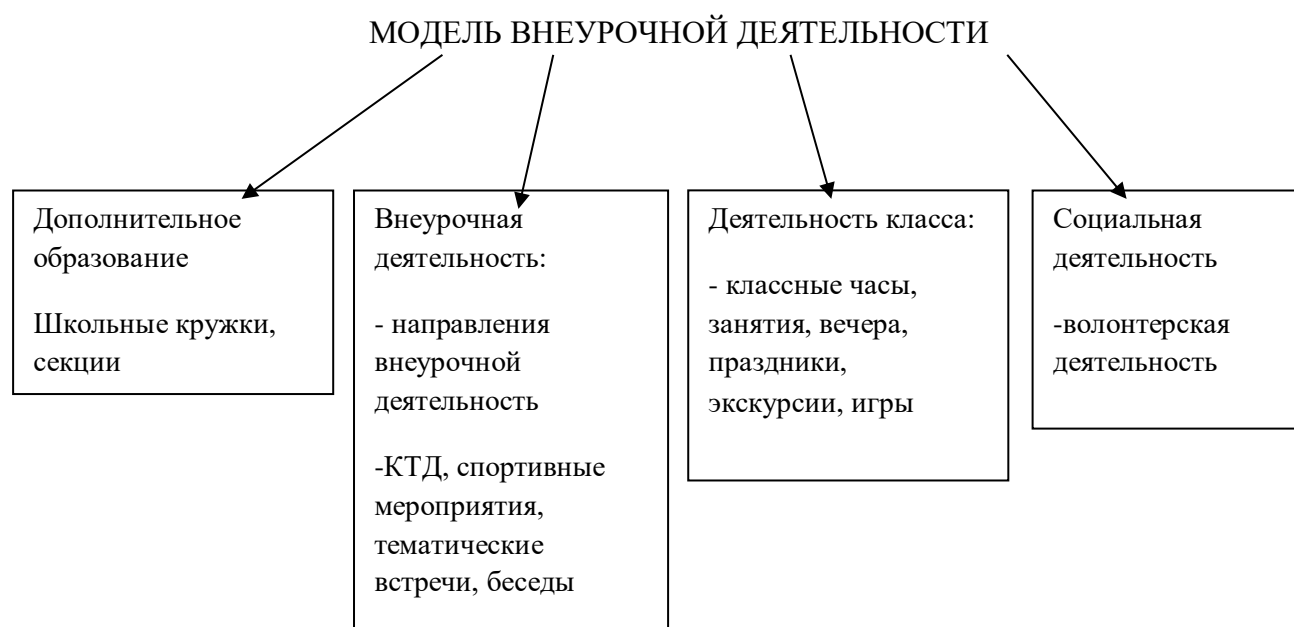 МОДЕЛЬ ВНЕУРОЧНОЙ ДЕЯТЕЛЬНОСТИ
Дополнительное
образование
Школьные кружки,
секции
Внеурочная
деятельность:
- направления
внеурочной
деятельность
-КТД, спортивные
мероприятия,
тематические
встречи, беседы
Деятельность класса:
- классные часы,
занятия, вечера,
праздники,
экскурсии, игры
Социальная
деятельность
-волонтерская
деятельность